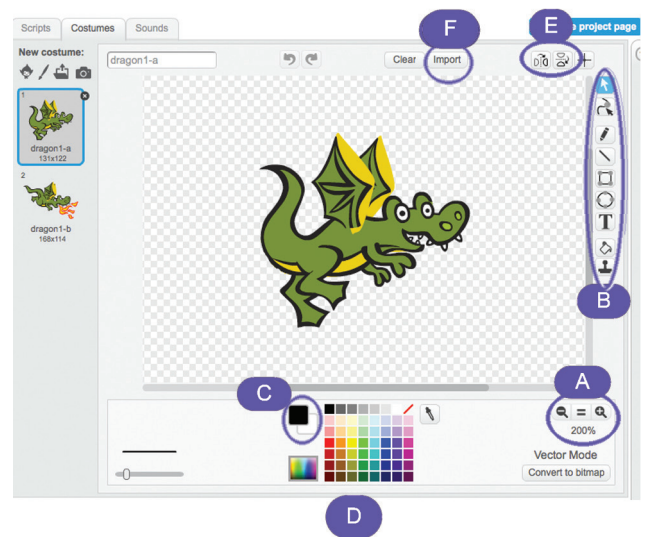 F
E
Scripts Costumes Sounds
e project page
New costume:
dragon1-a
Clear
Import
1
dragon1-a
131x122
2
dragon1-b
168x114
T
B
C
A
200%
Vector Mode
Convert to bitmap
D